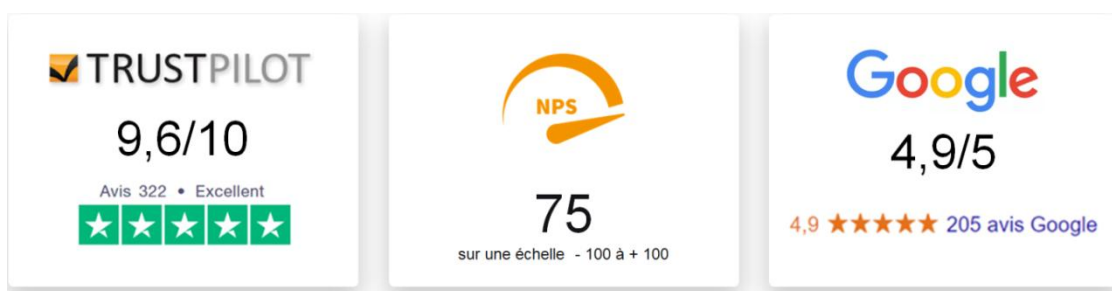 TRUSTPILOT
9,6/10
Avis 322 • Excellent
NPS
75
sur une échelle - 100 à + 100
Google
4,9/5
4,9 ★★★★★ 205 avis Google